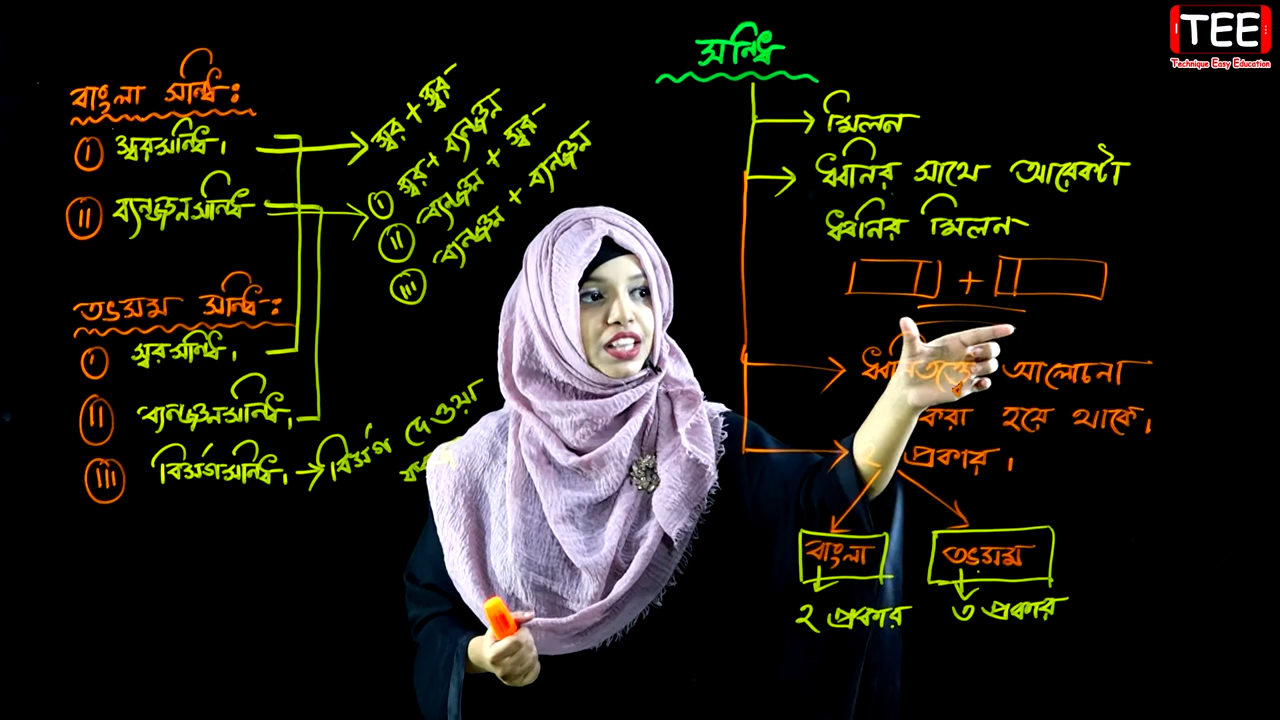 TEE
Technique Easy Education
সন্ধি
মিলন
ধ্বনির সাথে আরেকটা
ধ্বনির মিলন
+
আলোচনা
করা হয়ে থাকে।
প্রকার।
বাংলা
তৎসম
২ প্রকার
৩ প্রকার
বাংলা সন্ধিঃ
i স্বরসন্ধি।
স্বর + স্বর
ii ব্যঞ্জনসন্ধি
i স্বর + ব্যঞ্জন
ii ব্যঞ্জন + স্বর
iii ব্যঞ্জন + ব্যঞ্জন
তৎসম সন্ধিঃ
i স্বরসন্ধি।
ii ব্যঞ্জনসন্ধি।
iii বিসর্গসন্ধি।
বিসর্গ দেওয়া